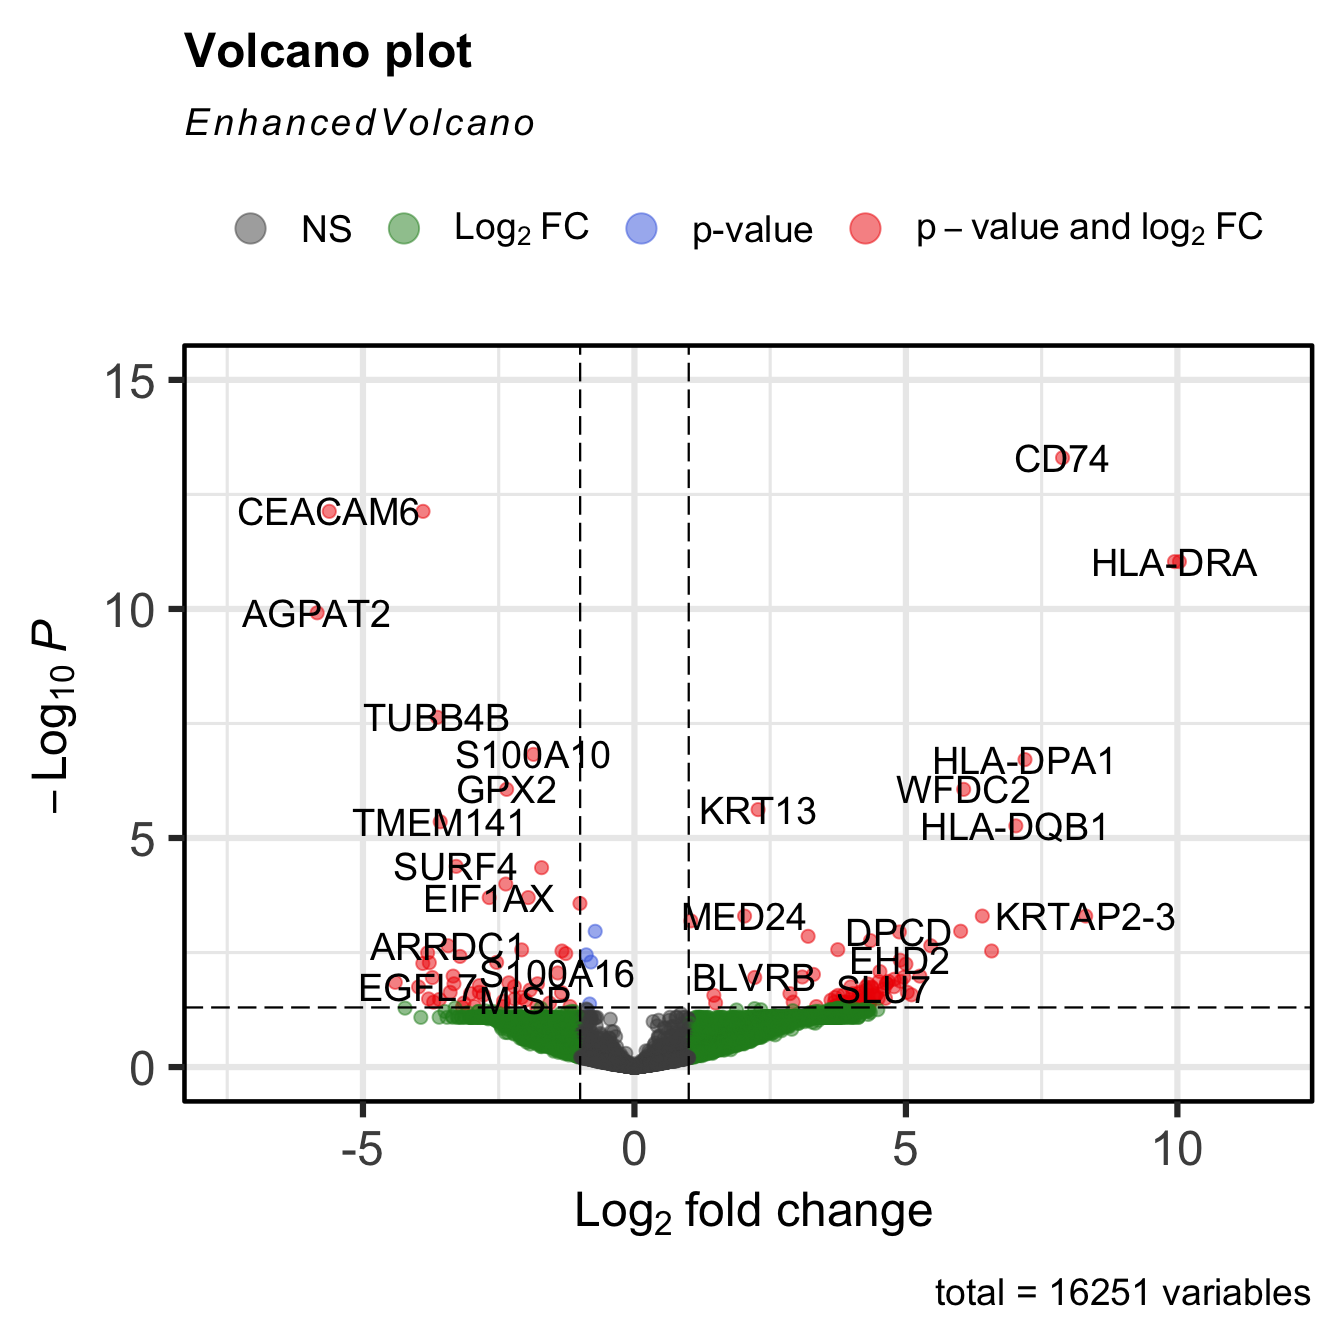 Volcano plot
EnhancedVolcano
NS Log2 FC p-value p – value and log2 FC
15
CD74
CEACAM6
HLA-DRA
10
AGPAT2
TUBB4B
S100A10
HLA-DPA1
GPX2
WFDC2
KRT13
TMEM141
HLA-DQB1
5
SURF4
EIF1AX
MED24
KRTAP2-3
DPCD
ARRDC1
EHD2
S100A16
BLVRB
EGFL7
SLU7
MISP
0
–Log10 P
-5 0 5 10
Log2 fold change
total = 16251 variables